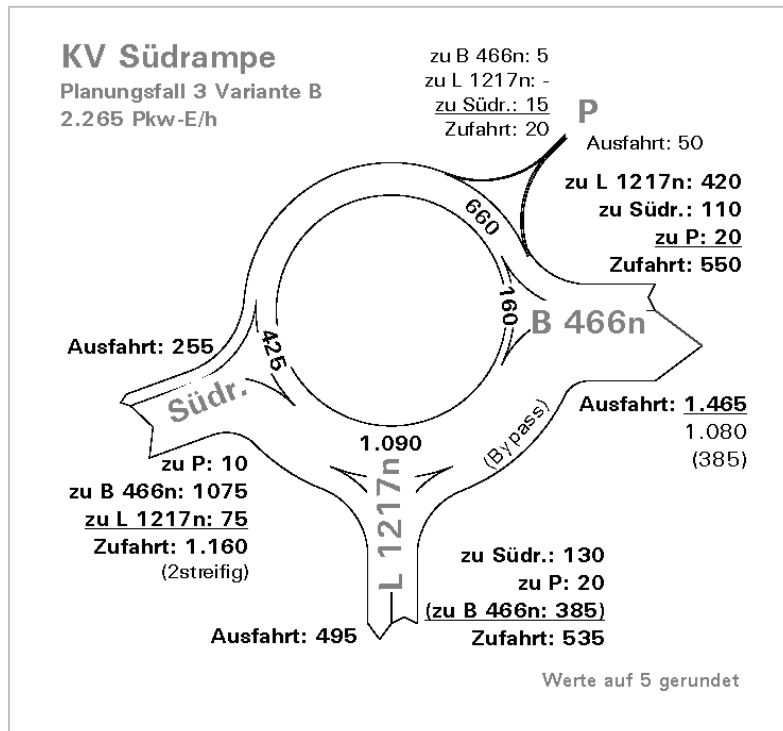 KV Südrampe
Planungsfall 3 Variante B
2.265 Pkw-E/h
zu B 466n: 5
zu L 1217n: -
zu Südr.: 15
Zufahrt: 20
P
Ausfahrt: 50
zu L 1217n: 420
zu Südr.: 110
zu P: 20
Zufahrt: 550
660
160
B 466n
425
Ausfahrt: 255
Südr.
Ausfahrt: 1.465
1.080
(385)
(Bypass)
1.090
L 1217n
zu P: 10
zu B 466n: 1075
zu L 1217n: 75
Zufahrt: 1.160
(2streifig)
zu Südr.: 130
zu P: 20
(zu B 466n: 385)
Zufahrt: 535
Ausfahrt: 495
Werte auf 5 gerundet